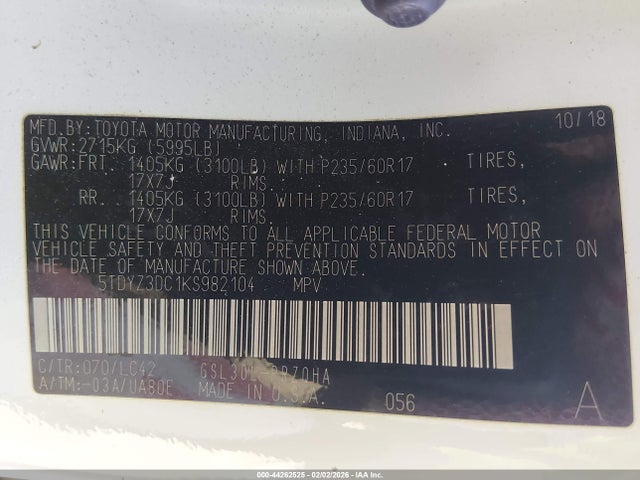 MFD.BY:TOYOTA MOTOR MANUFACTURING, INDIANA, INC. 10/18
GVWR:2715KG (5995LB)
GAWR:FRT. 1405KG (3100LB) WITH P235/60R17 TIRES,
17X7J RIMS.
RR. 1405KG (3100LB) WITH P235/60R17 TIRES,
17X7J RIMS.
THIS VEHICLE CONFORMS TO ALL APPLICABLE FEDERAL MOTOR
VEHICLE SAFETY AND THEFT PREVENTION STANDARDS IN EFFECT ON
THE DATE OF MANUFACTURE SHOWN ABOVE.
5TDYZ3DC1KS982104 MPV
C/TR:070/LC42
A/TM:-03A/UA80E MADE IN U.S.A. 056 A
000-44262525 - 02/02/2026 - IAA Inc.